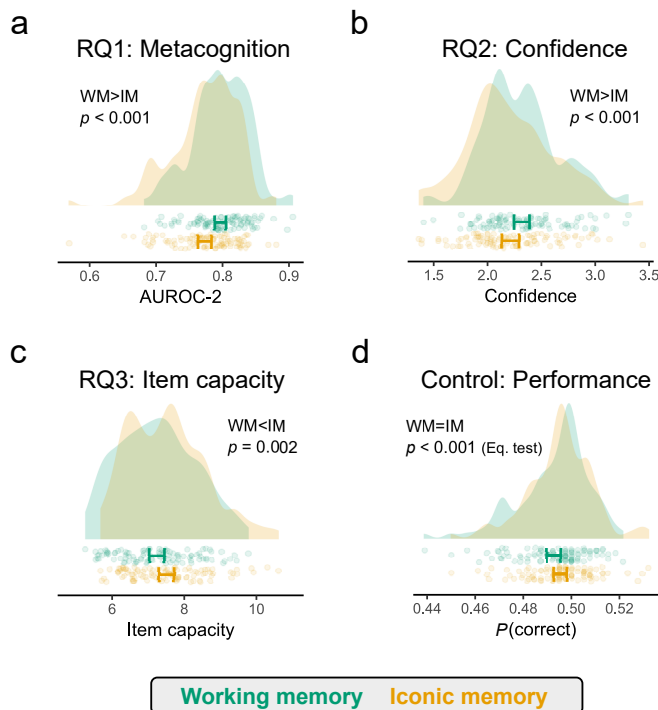 a
RQ1: Metacognition
WM>IM
p < 0.001
0.6 0.7 0.8 0.9
AUROC-2
b
RQ2: Confidence
WM>IM
p < 0.001
1.5 2.0 2.5 3.0 3.5
Confidence
c
RQ3: Item capacity
WM<IM
p = 0.002
6 8 10
Item capacity
d
Control: Performance
WM=IM
p < 0.001 (Eq. test)
0.44 0.46 0.48 0.50 0.52
P(correct)
Working memory Iconic memory